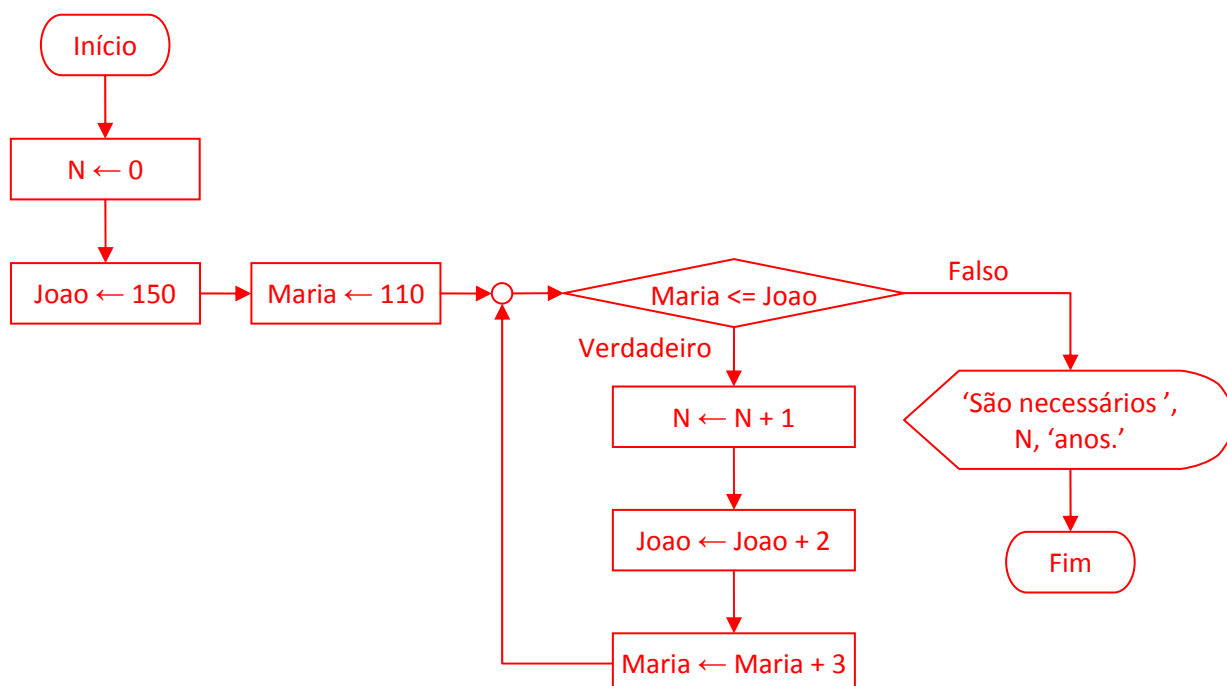 Início
N ← 0
Joao ← 150
Maria ← 110
Maria <= Joao
Falso
Verdadeiro
N ← N + 1
Joao ← Joao + 2
Maria ← Maria + 3
‘São necessários ’,
N, ‘anos.’
Fim